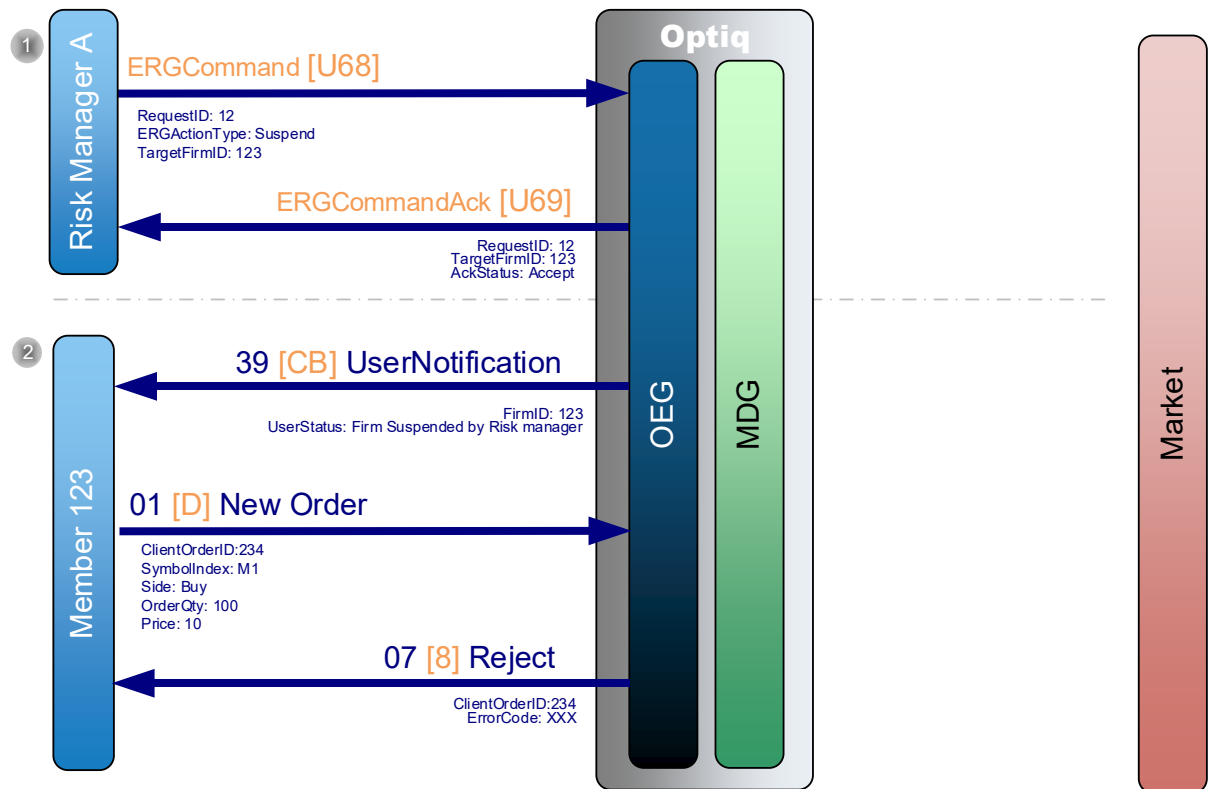 Optiq
1
Risk Manager A
ERGCommand [U68]
RequestID: 12
ERGActionType: Suspend
TargetFirmID: 123
ERGCommandAck [U69]
RequestID: 12
TargetFirmID: 123
AckStatus: Accept
OEG
MDG
Market
2
Member 123
39 [CB] UserNotification
FirmID: 123
UserStatus: Firm Suspended by Risk manager
01 [D] New Order
ClientOrderID:234
SymbolIndex: M1
Side: Buy
OrderQty: 100
Price: 10
07 [8] Reject
ClientOrderID:234
ErrorCode: XXX